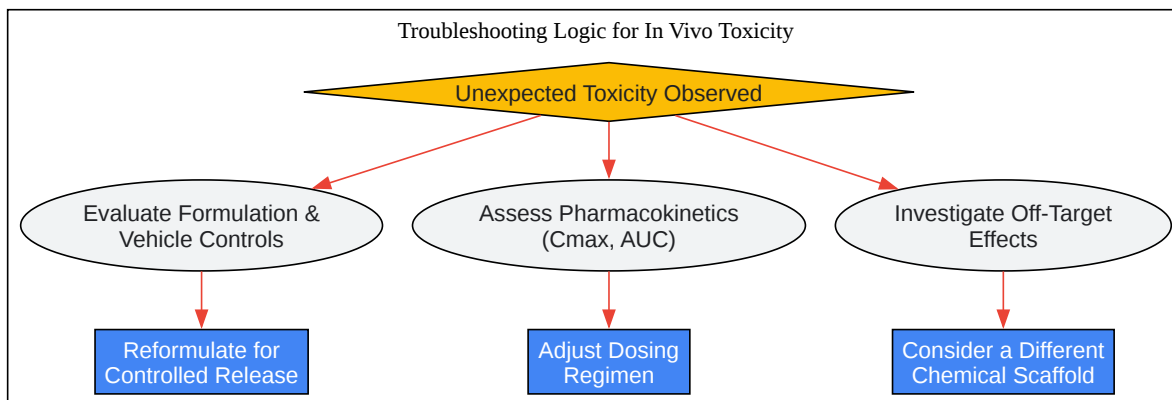 Troubleshooting Logic for In Vivo Toxicity
Unexpected Toxicity Observed
Evaluate Formulation &
Vehicle Controls
Assess Pharmacokinetics
(Cmax, AUC)
Investigate Off-Target
Effects
Reformulate for
Controlled Release
Adjust Dosing
Regimen
Consider a Different
Chemical Scaffold